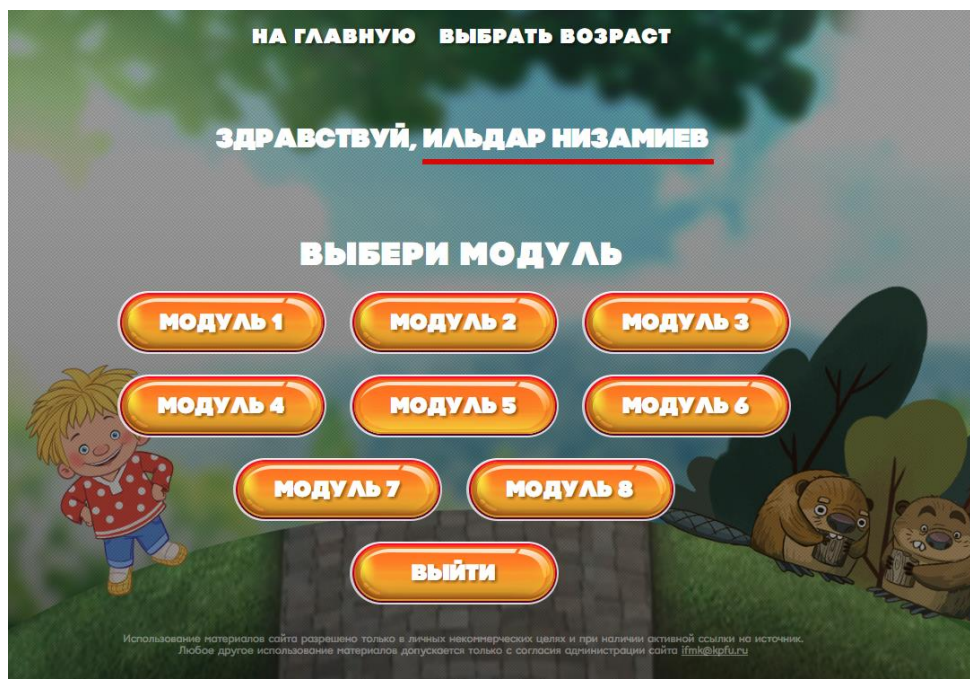 НА ГЛАВНУЮ ВЫБРАТЬ ВОЗРАСТ
ЗДРАВСТВУЙ, ИЛЬДАР НИЗАМИЕВ
ВЫБЕРИ МОДУЛЬ
МОДУЛЬ 1 МОДУЛЬ 2 МОДУЛЬ 3
МОДУЛЬ 4 МОДУЛЬ 5 МОДУЛЬ 6
МОДУЛЬ 7 МОДУЛЬ 8
ВЫЙТИ
Использование материалов сайта разрешено только в личных некоммерческих целях и при наличии активной ссылки на источник.
Любое другое использование материалов допускается только с согласия администрации сайта ifmk@kpfu.ru